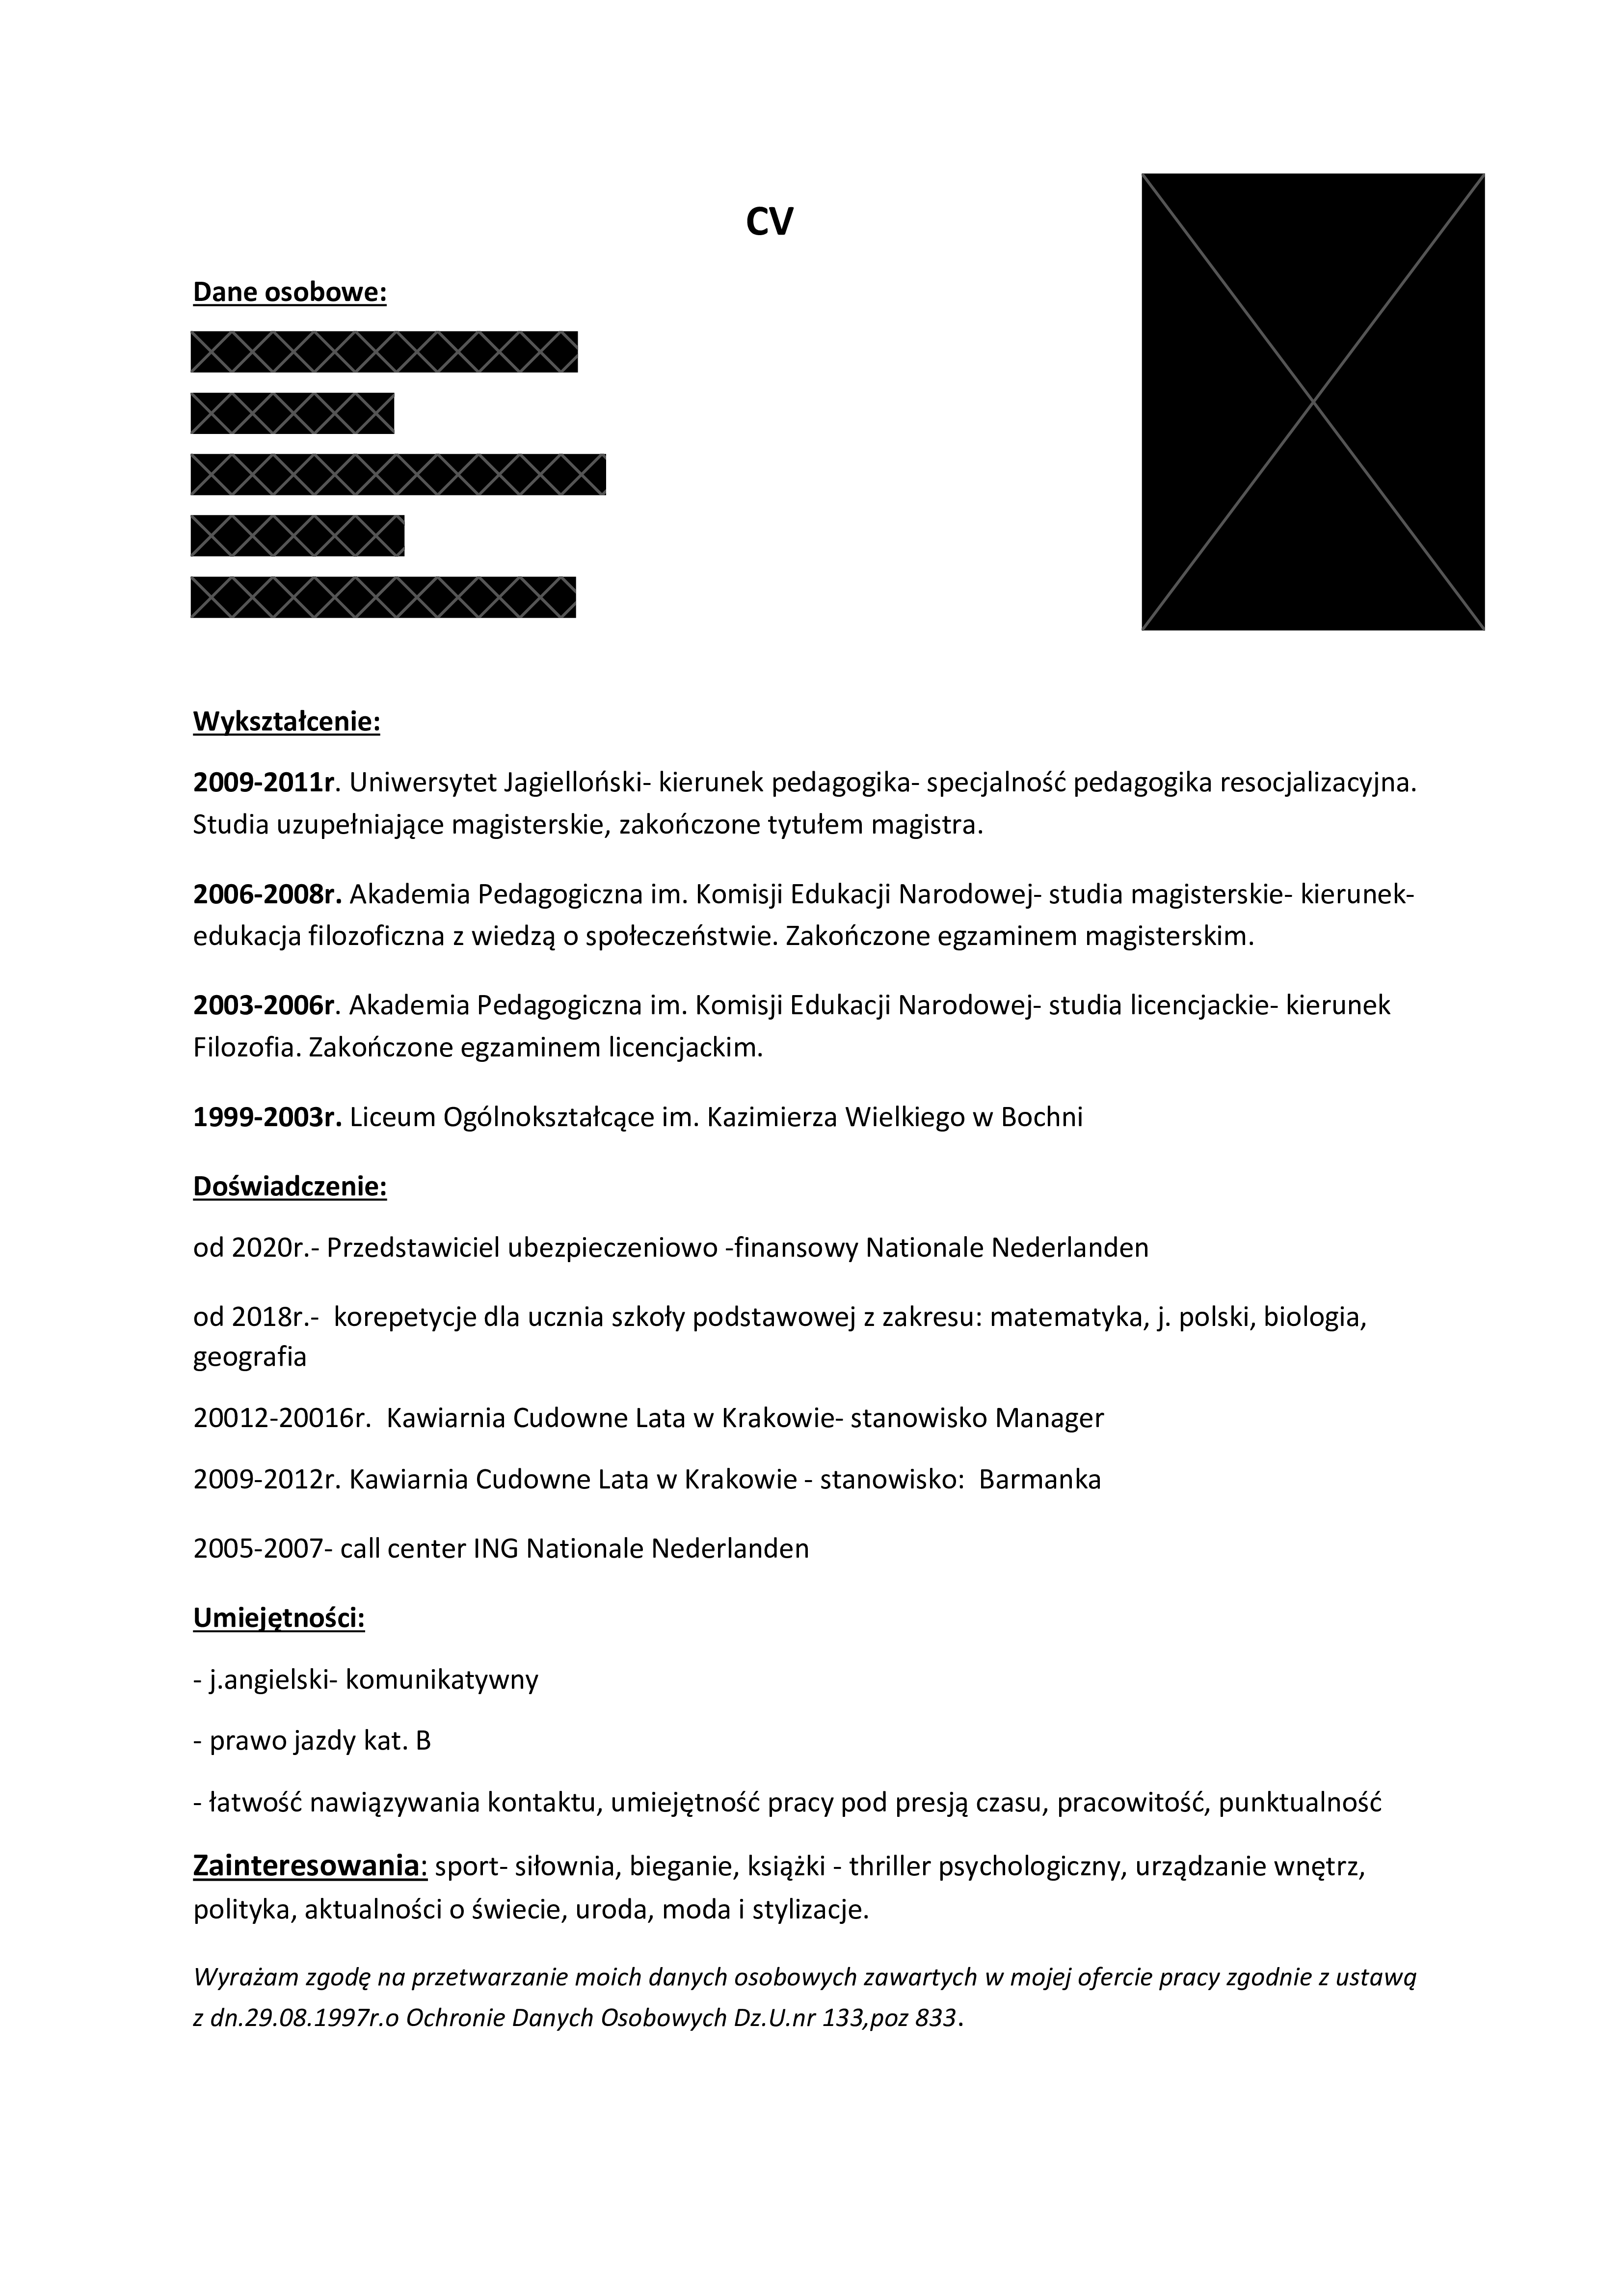 CV
Dane osobowe:
Wykształcenie:
2009-2011r. Uniwersytet Jagielloński- kierunek pedagogika- specjalność pedagogika resocjalizacyjna.
Studia uzupełniające magisterskie, zakończone tytułem magistra.
2006-2008r. Akademia Pedagogiczna im. Komisji Edukacji Narodowej- studia magisterskie- kierunek-
edukacja filozoficzna z wiedzą o społeczeństwie. Zakończone egzaminem magisterskim.
2003-2006r. Akademia Pedagogiczna im. Komisji Edukacji Narodowej- studia licencjackie- kierunek
Filozofia. Zakończone egzaminem licencjackim.
1999-2003r. Liceum Ogólnokształcące im. Kazimierza Wielkiego w Bochni
Doświadczenie:
od 2020r.- Przedstawiciel ubezpieczeniowo -finansowy Nationale Nederlanden
od 2018r.-  korepetycje dla ucznia szkoły podstawowej z zakresu: matematyka, j. polski, biologia,
geografia
20012-20016r.  Kawiarnia Cudowne Lata w Krakowie- stanowisko Manager
2009-2012r. Kawiarnia Cudowne Lata w Krakowie - stanowisko:  Barmanka
2005-2007- call center ING Nationale Nederlanden
Umiejętności:
- j.angielski- komunikatywny
- prawo jazdy kat. B
- łatwość nawiązywania kontaktu, umiejętność pracy pod presją czasu, pracowitość, punktualność
Zainteresowania: sport- siłownia, bieganie, książki - thriller psychologiczny, urządzanie wnętrz,
polityka, aktualności o świecie, uroda, moda i stylizacje.
Wyrażam zgodę na przetwarzanie moich danych osobowych zawartych w mojej ofercie pracy zgodnie z ustawą
z dn.29.08.1997r.o Ochronie Danych Osobowych Dz.U.nr 133,poz 833.